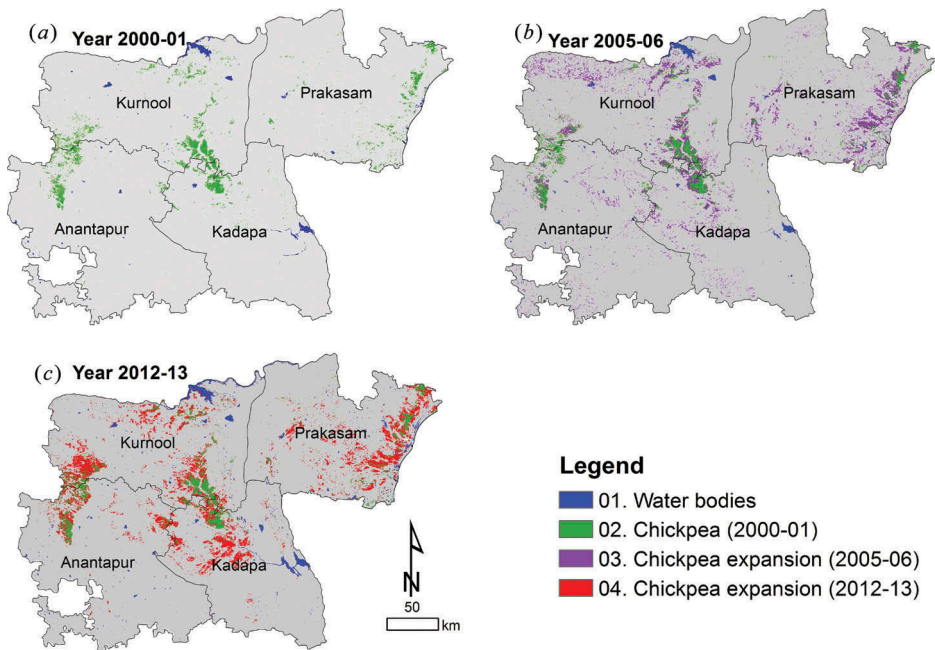 (a) Year 2000-01
Kurnool
Prakasam
Anantapur
Kadapa
(b) Year 2005-06
Kurnool
Prakasam
Anantapur
Kadapa
(c) Year 2012-13
Kurnool
Prakasam
Anantapur
Kadapa
N
50
km
Legend
01. Water bodies
02. Chickpea (2000-01)
03. Chickpea expansion (2005-06)
04. Chickpea expansion (2012-13)